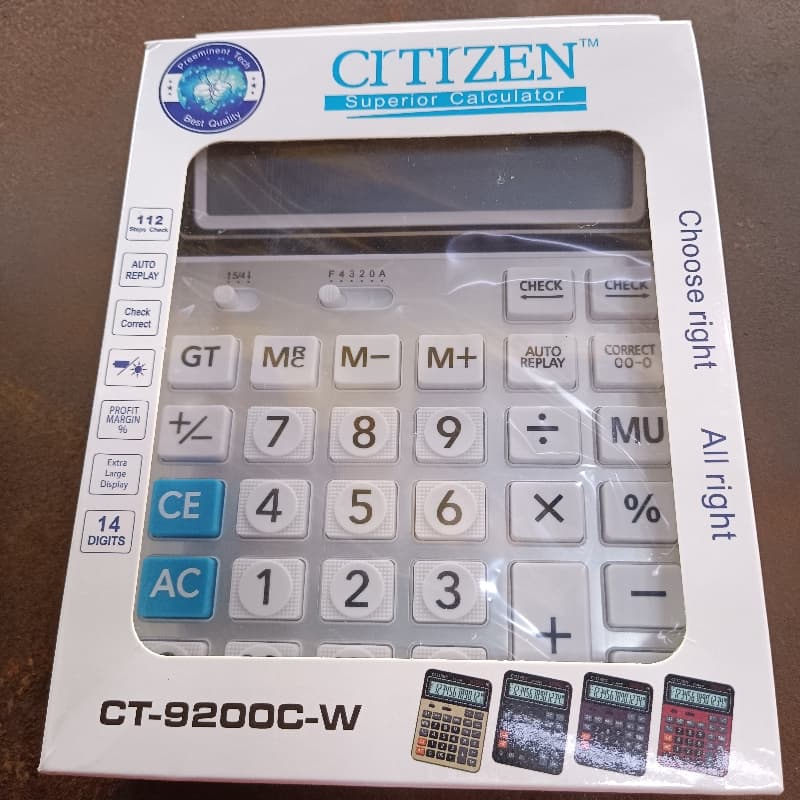 Preeminent Tech
Best Quality
CITIZEN™
Superior Calculator
112
Steps Check
AUTO
REPLAY
Check
Correct
PROFIT
MARGIN
%
Extra
Large
Display
14
DIGITS
Choose right
All right
5/4
F 4 3 2 0 A
CHECK
CHECK
GT
MRC
M-
M+
AUTO
REPLAY
CORRECT
00→0
+/-
7
8
9
÷
MU
CE
4
5
6
×
%
AC
1
2
3
+
-
CT-9200C-W